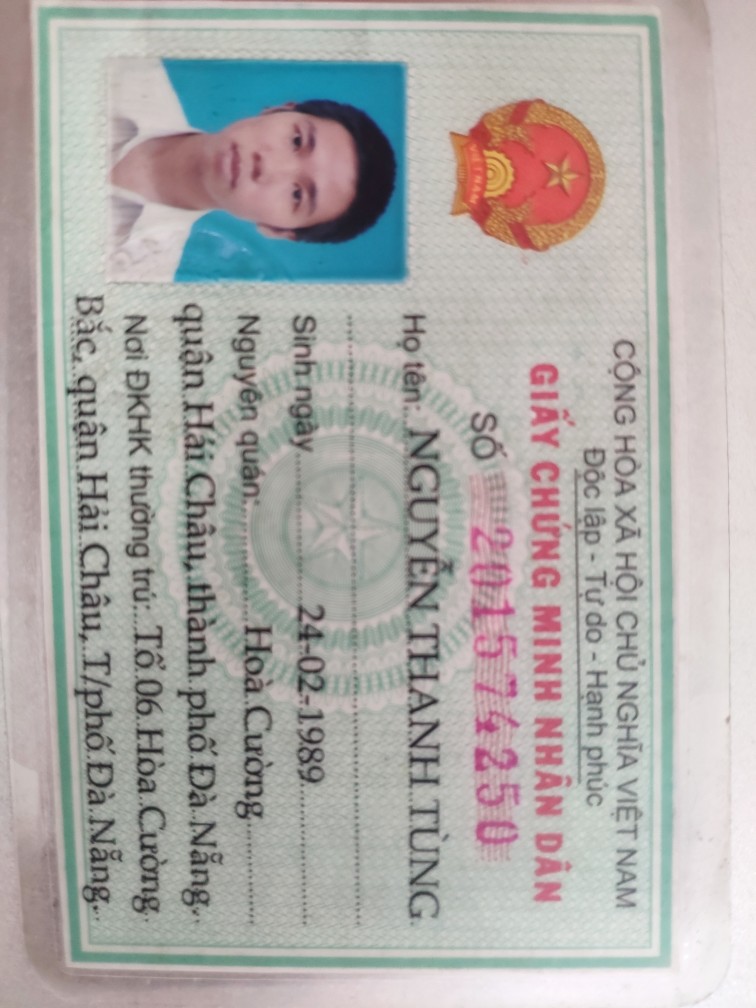 CỘNG HÒA XÃ HỘI CHỦ NGHĨA VIỆT NAM
Độc lập - Tự do - Hạnh phúc
GIẤY CHỨNG MINH NHÂN DÂN
SỐ 201574250
VIỆT NAM
Họ tên: NGUYỄN THANH TÙNG
Sinh ngày 24-02-1989
Nguyên quán: Hoà Cường
quận Hải Châu, thành phố Đà Nẵng
Nơi ĐKHK thường trú: Tổ 06 Hòa Cường
Bắc, quận Hải Châu, T/phố Đà Nẵng